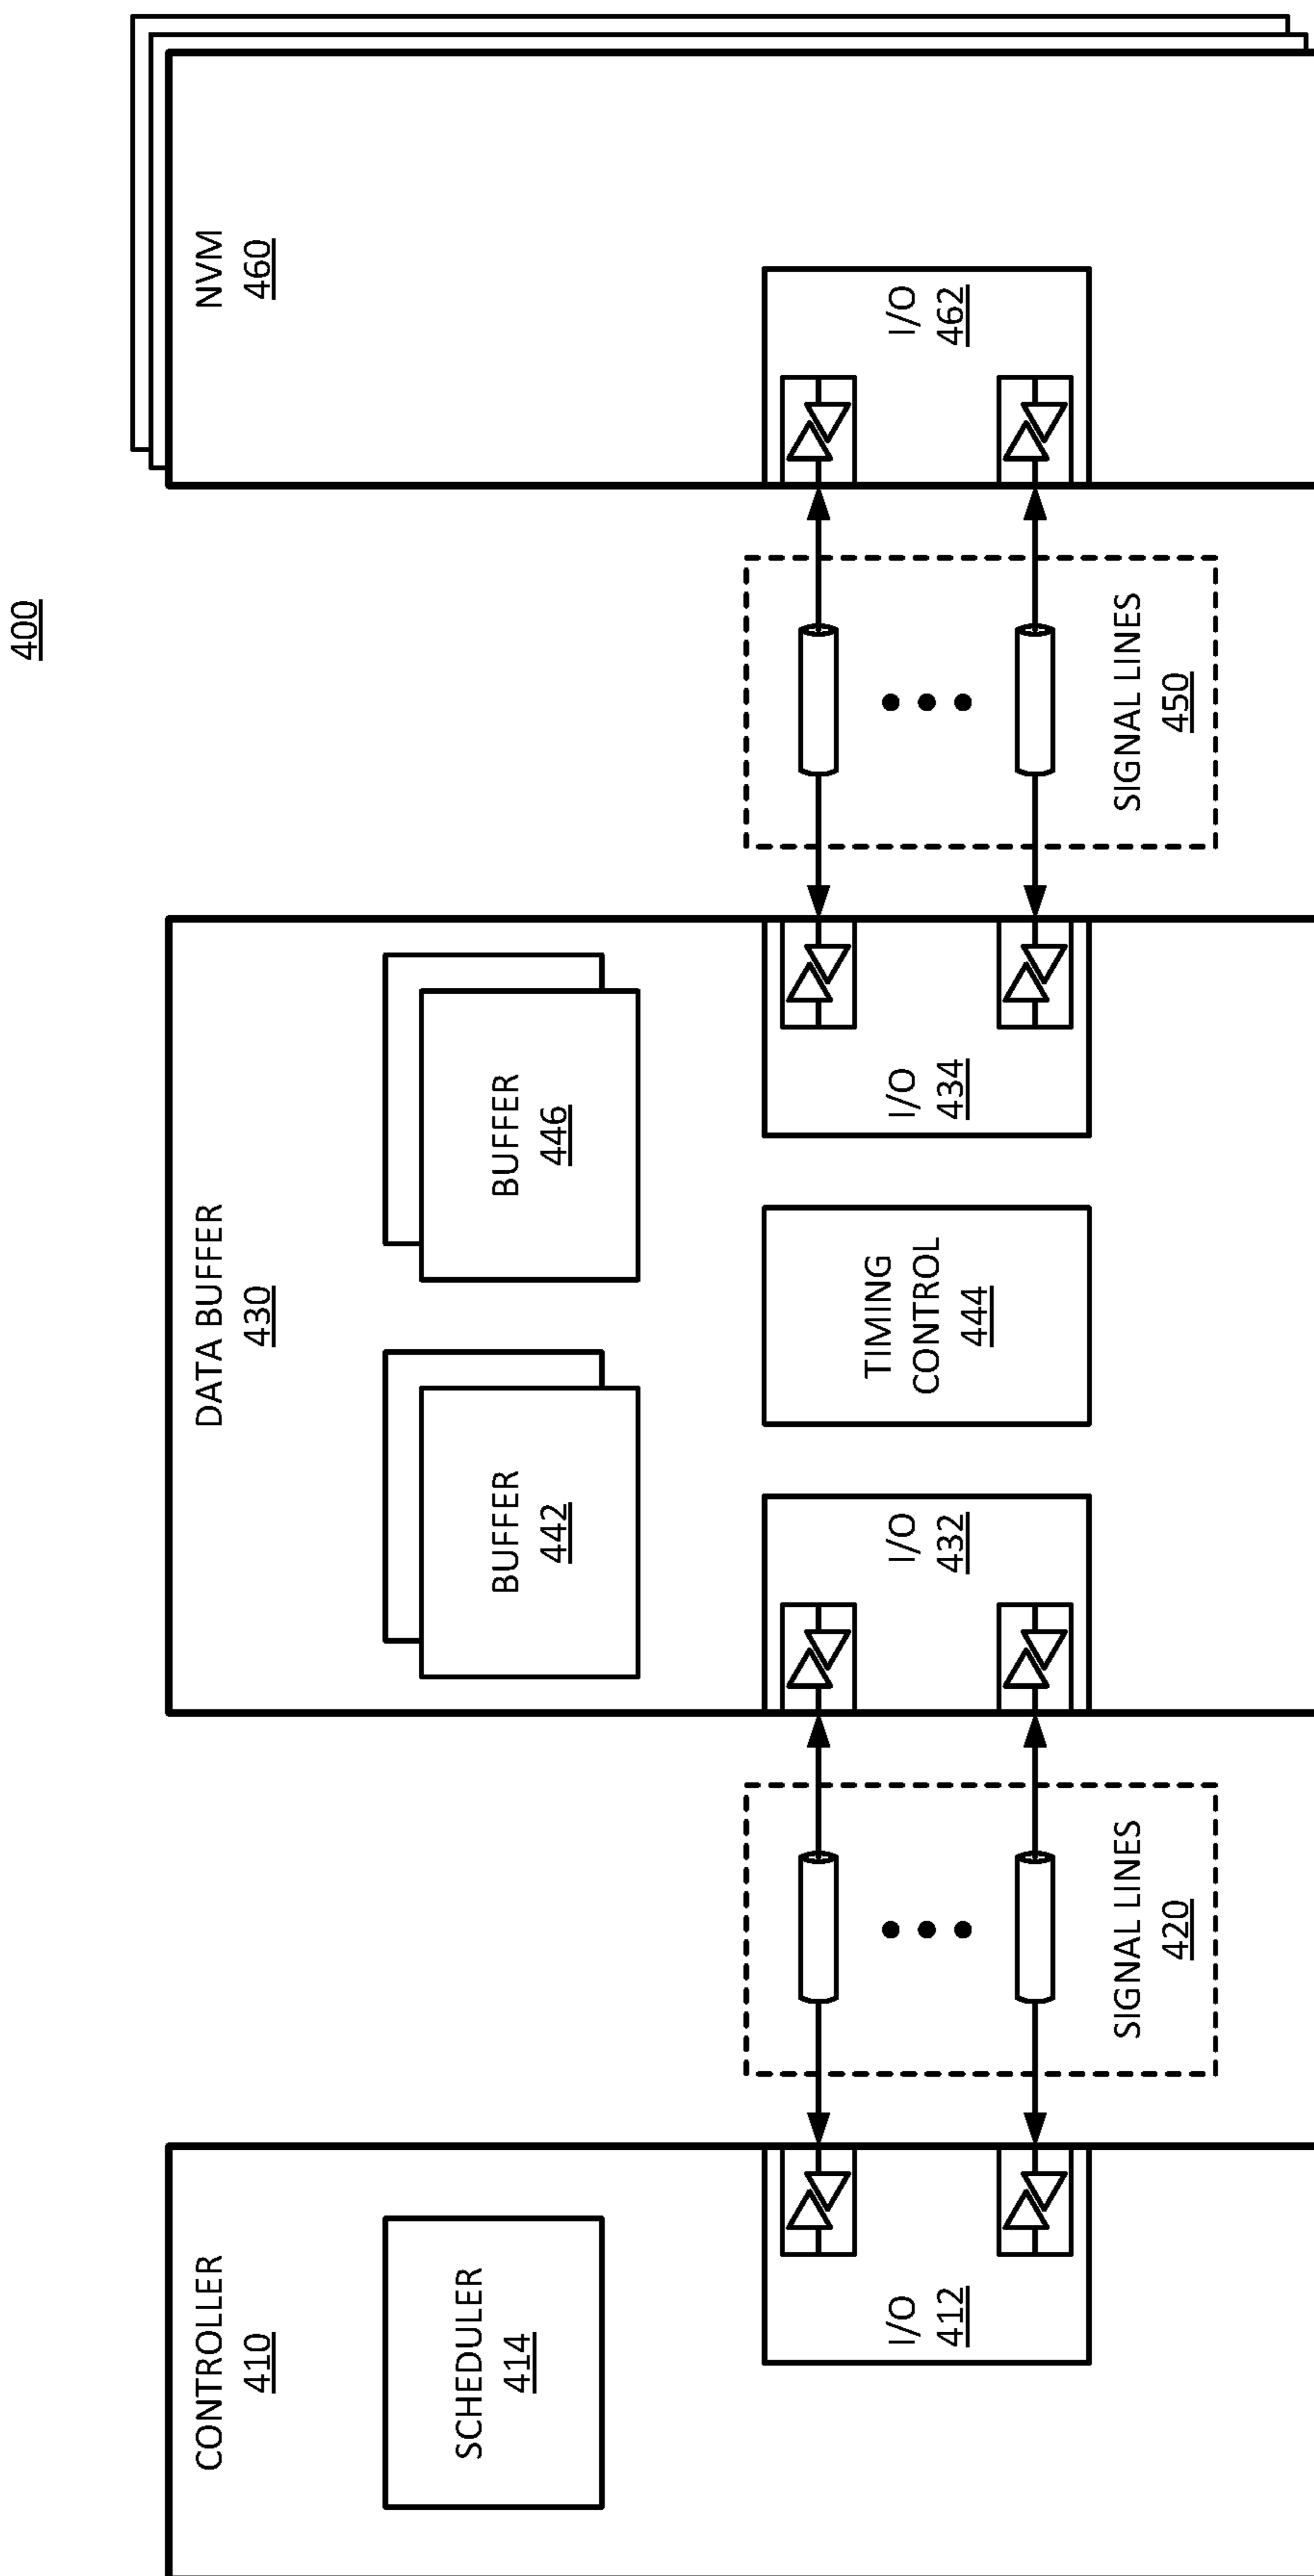 400
CONTROLLER
410
SCHEDULER
414
I/O
412
SIGNAL LINES
420
DATA BUFFER
430
BUFFER
442
BUFFER
446
I/O
432
TIMING
CONTROL
444
I/O
434
SIGNAL LINES
450
NVM
460
I/O
462